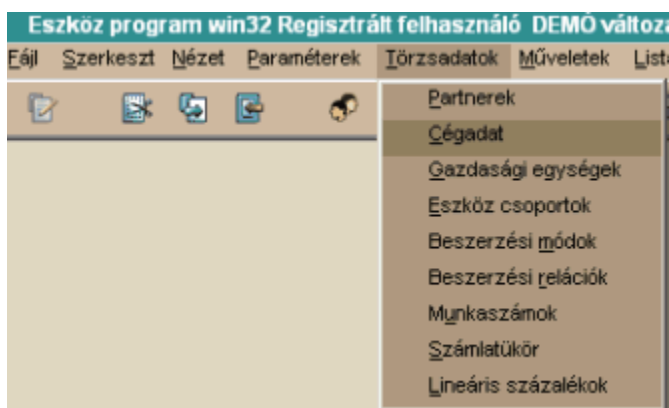 Eszköz program win32 Regisztrált felhasználó DEMÓ változa
Fájl Szerkeszt Nézet Paraméterek Törzsadatok Műveletek List
Partnerek
Cégadat
Gazdasági egységek
Eszköz csoportok
Beszerzési módok
Beszerzési relációk
Munkaszámok
Számlatükör
Lineáris százalékok